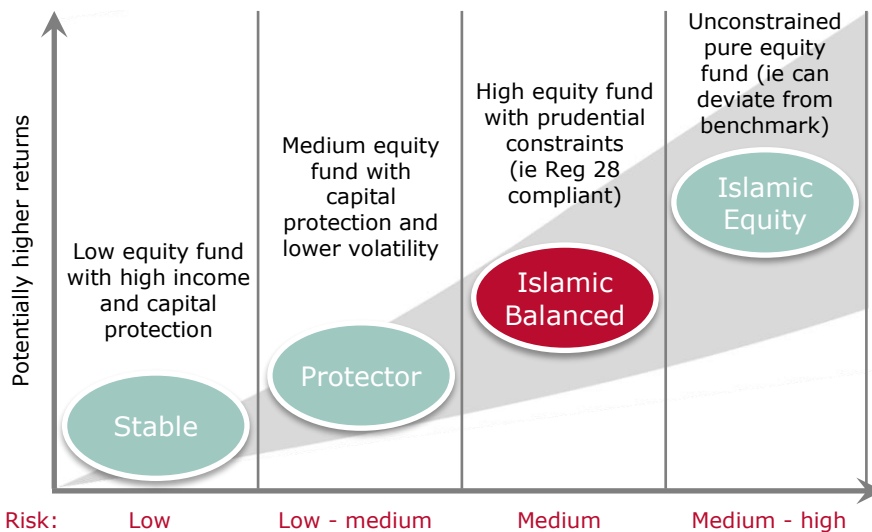 Potentially higher returns
Low equity fund
with high income
and capital
protection
Stable
Medium equity
fund with
capital
protection and
lower volatility
Protector
High equity fund
with prudential
constraints
(ie Reg 28
compliant)
Islamic
Balanced
Unconstrained
pure equity
fund (ie can
deviate from
benchmark)
Islamic
Equity
Risk: Low Low - medium Medium Medium - high